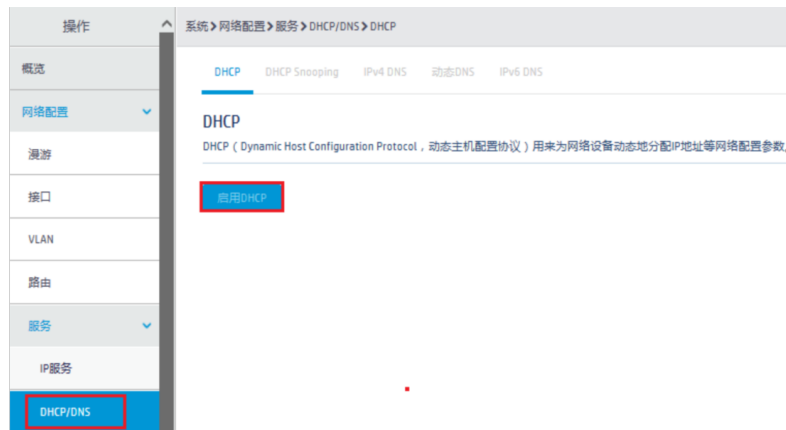 操作
系统>网络配置>服务>DHCP/DNS>DHCP
概览
DHCP DHCP Snooping IPv4 DNS 动态DNS IPv6 DNS
网络配置
DHCP
DHCP（Dynamic Host Configuration Protocol，动态主机配置协议）用来为网络设备动态地分配IP地址等网络配置参数。
漫游
启用DHCP
接口
VLAN
路由
服务
IP服务
DHCP/DNS